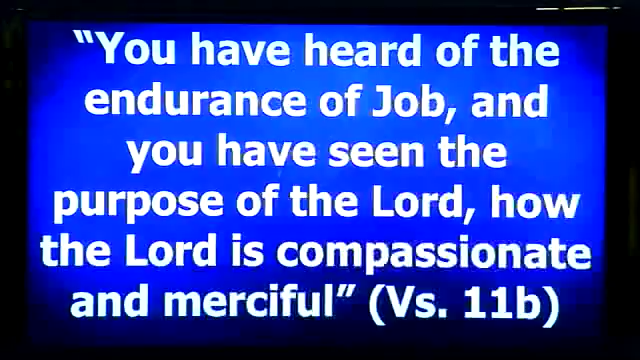 “You have heard of the
endurance of Job, and
you have seen the
purpose of the Lord, how
the Lord is compassionate
and merciful” (Vs. 11b)